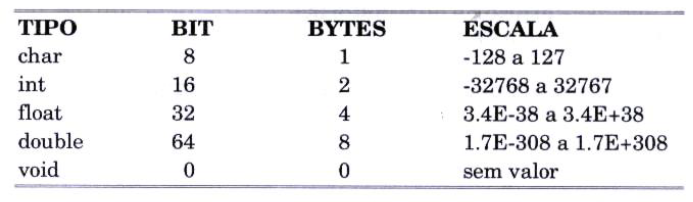 TIPO BIT BYTES ESCALA
char 8 1 -128 a 127
int 16 2 -32768 a 32767
float 32 4 3.4E-38 a 3.4E+38
double 64 8 1.7E-308 a 1.7E+308
void 0 0 sem valor